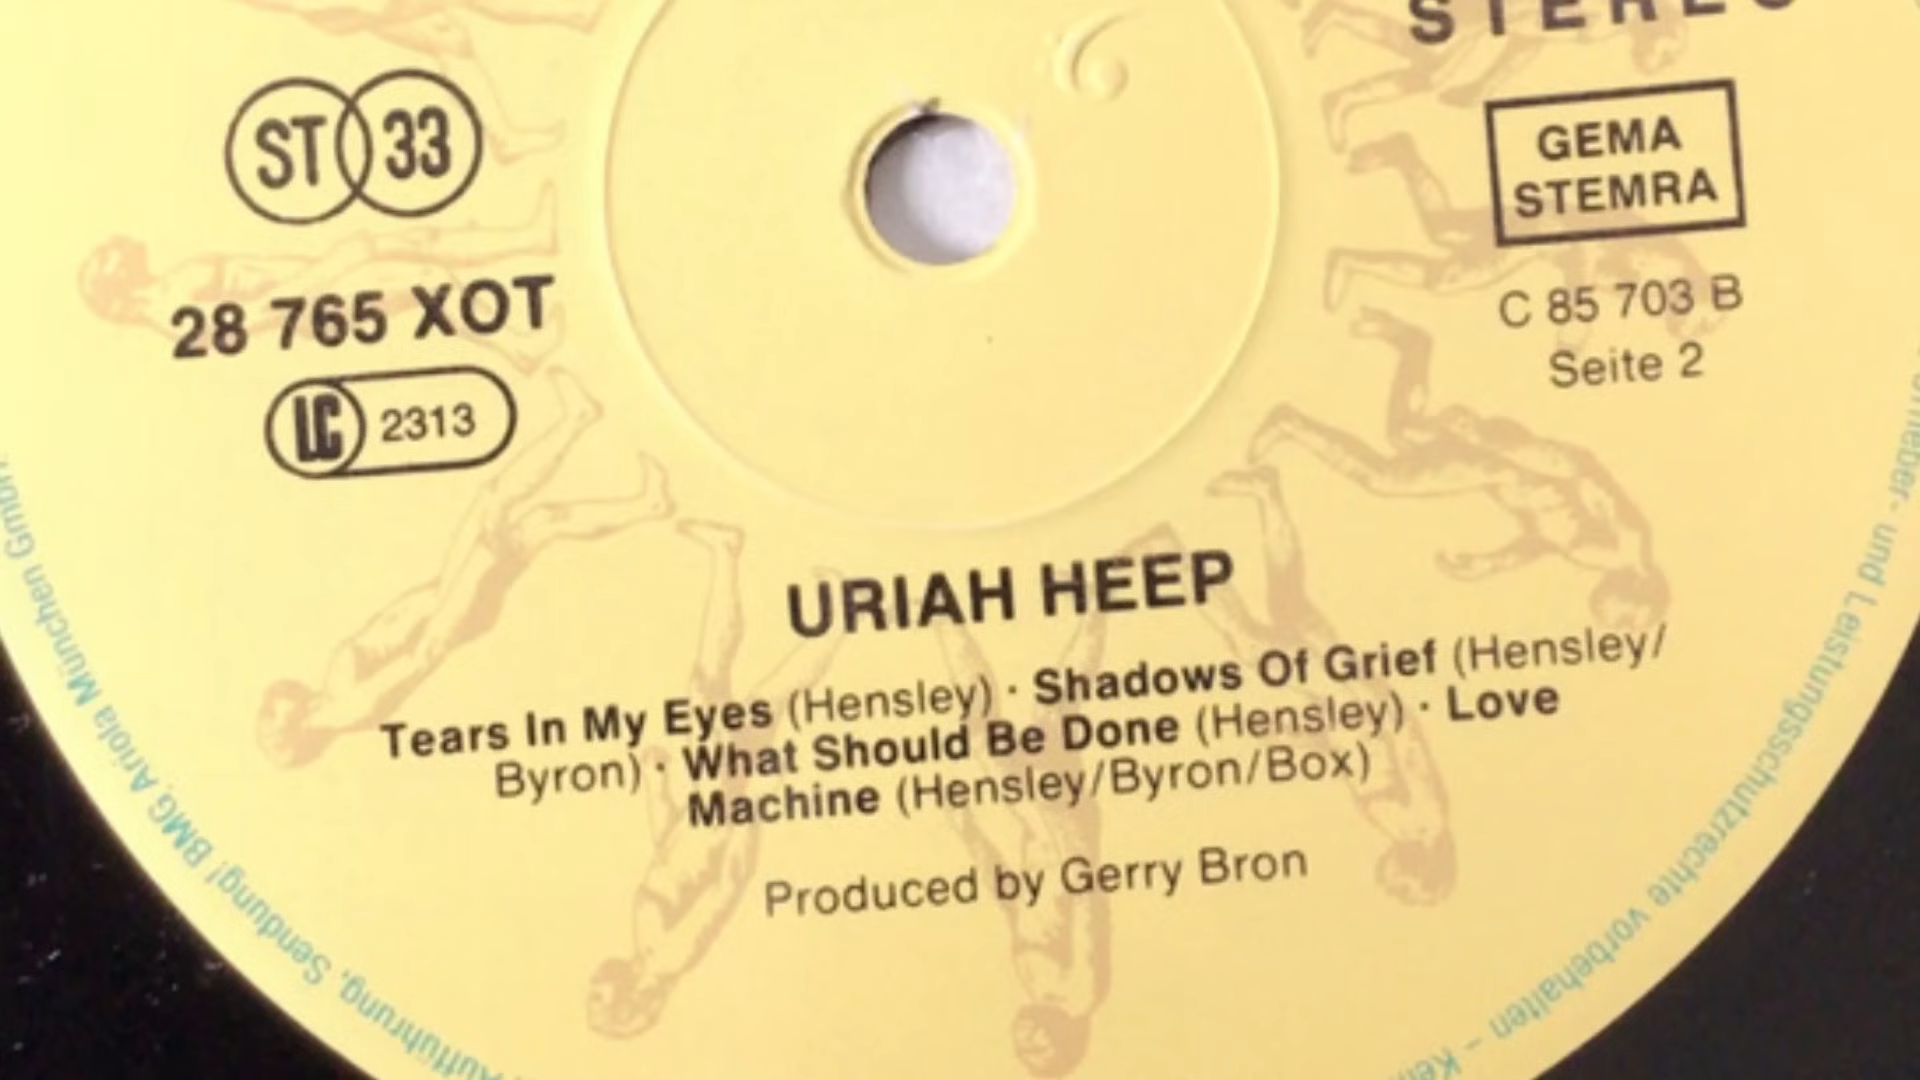 STEREO
ST 33
GEMA
STEMRA
28 765 XOT
C 85 703 B
Seite 2
LC 2313
URIAH HEEP
Tears In My Eyes (Hensley) · Shadows Of Grief (Hensley/
Byron) · What Should Be Done (Hensley) · Love
Machine (Hensley/Byron/Box)
Produced by Gerry Bron
und Leistungsschutzrechte vorbehalten –
Aufführung, Sendung! BMG Ariola München GmbH.